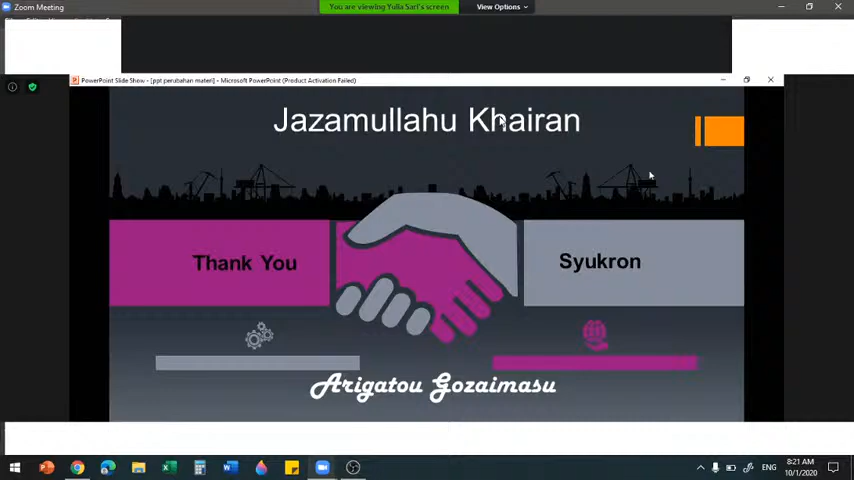 Zoom Meeting
You are viewing Yulia Sari's screen
View Options
PowerPoint Slide Show - [ppt perubahan materi] - Microsoft PowerPoint (Product Activation Failed)
Jazamullahu Khairan
Thank You
Syukron
Arigatou Gozaimasu
ENG
8:21 AM
10/1/2020